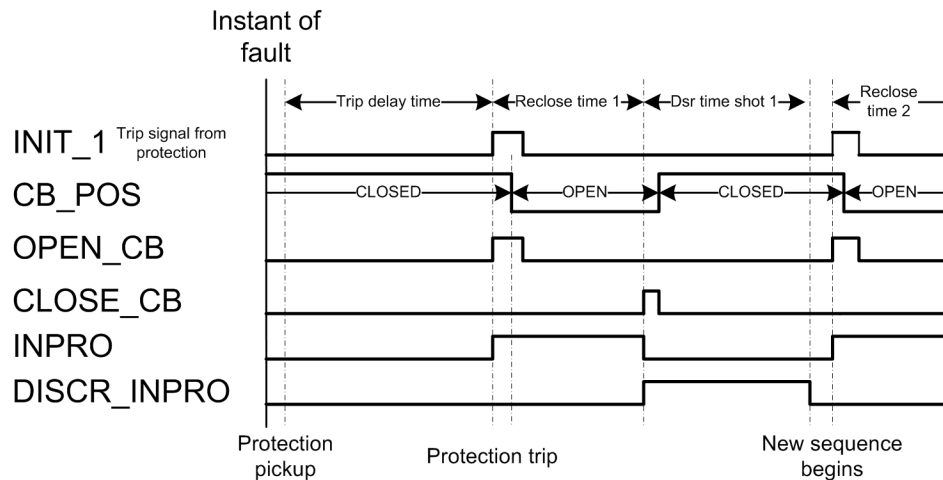 Instant of
fault
Trip delay time
Reclose time 1
Dsr time shot 1
Reclose
time 2
INIT_1
Trip signal from
protection
CB_POS
CLOSED
OPEN
CLOSED
OPEN
OPEN_CB
CLOSE_CB
INPRO
DISCR_INPRO
Protection
pickup
Protection trip
New sequence
begins